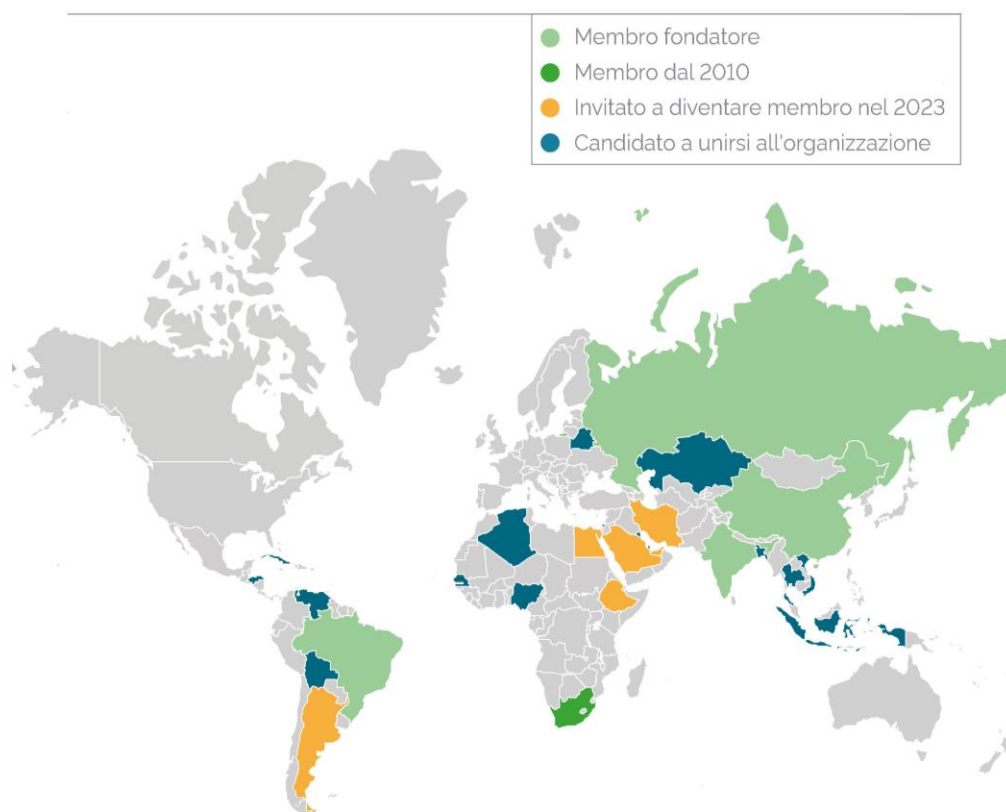 Membro fondatore
Membro dal 2010
Invitato a diventare membro nel 2023
Candidato a unirsi all'organizzazione